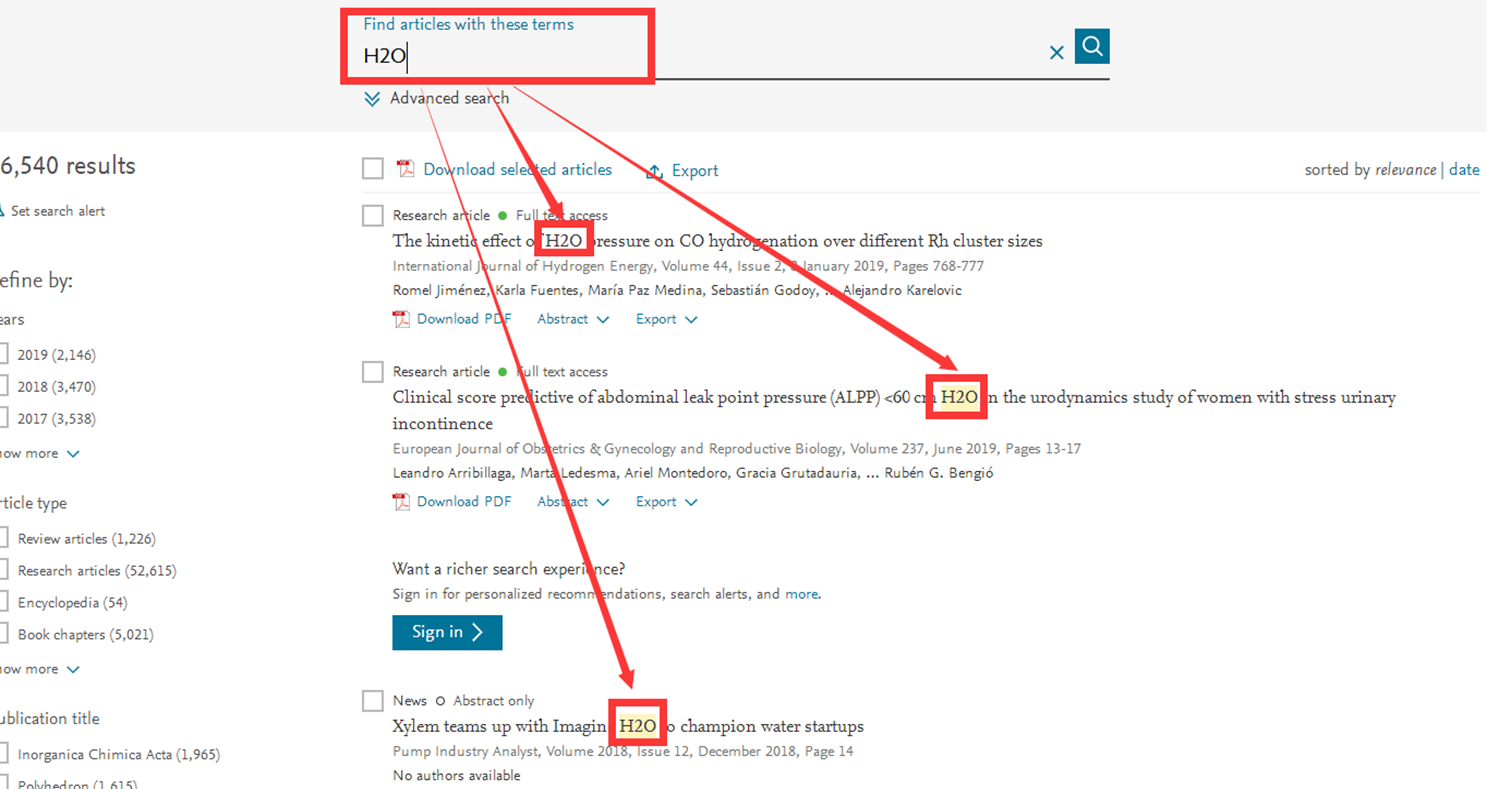 Find articles with these terms
H2O
Advanced search
6,540 results
Set search alert
efine by:
ears
2019 (2,146)
2018 (3,470)
2017 (3,538)
ow more
rticle type
Review articles (1,226)
Research articles (52,615)
Encyclopedia (54)
Book chapters (5,021)
ow more
ublication title
Inorganica Chimica Acta (1,965)
Polyhedron (1,615)
Download selected articles Export sorted by relevance | date
Research article Full text access
The kinetic effect of H2O pressure on CO hydrogenation over different Rh cluster sizes
International Journal of Hydrogen Energy, Volume 44, Issue 2, 8 January 2019, Pages 768-777
Romel Jiménez, Karla Fuentes, María Paz Medina, Sebastián Godoy, ... Alejandro Karelovic
Download PDF Abstract Export
Research article Full text access
Clinical score predictive of abdominal leak point pressure (ALPP) <60 cm H2O in the urodynamics study of women with stress urinary
incontinence
European Journal of Obstetrics & Gynecology and Reproductive Biology, Volume 237, June 2019, Pages 13-17
Leandro Arribillaga, Marta Ledesma, Ariel Montedoro, Gracia Grutadauria, ... Rubén G. Bengió
Download PDF Abstract Export
Want a richer search experience?
Sign in for personalized recommendations, search alerts, and more.
Sign in
News Abstract only
Xylem teams up with Imagine H2O to champion water startups
Pump Industry Analyst, Volume 2018, Issue 12, December 2018, Page 14
No authors available